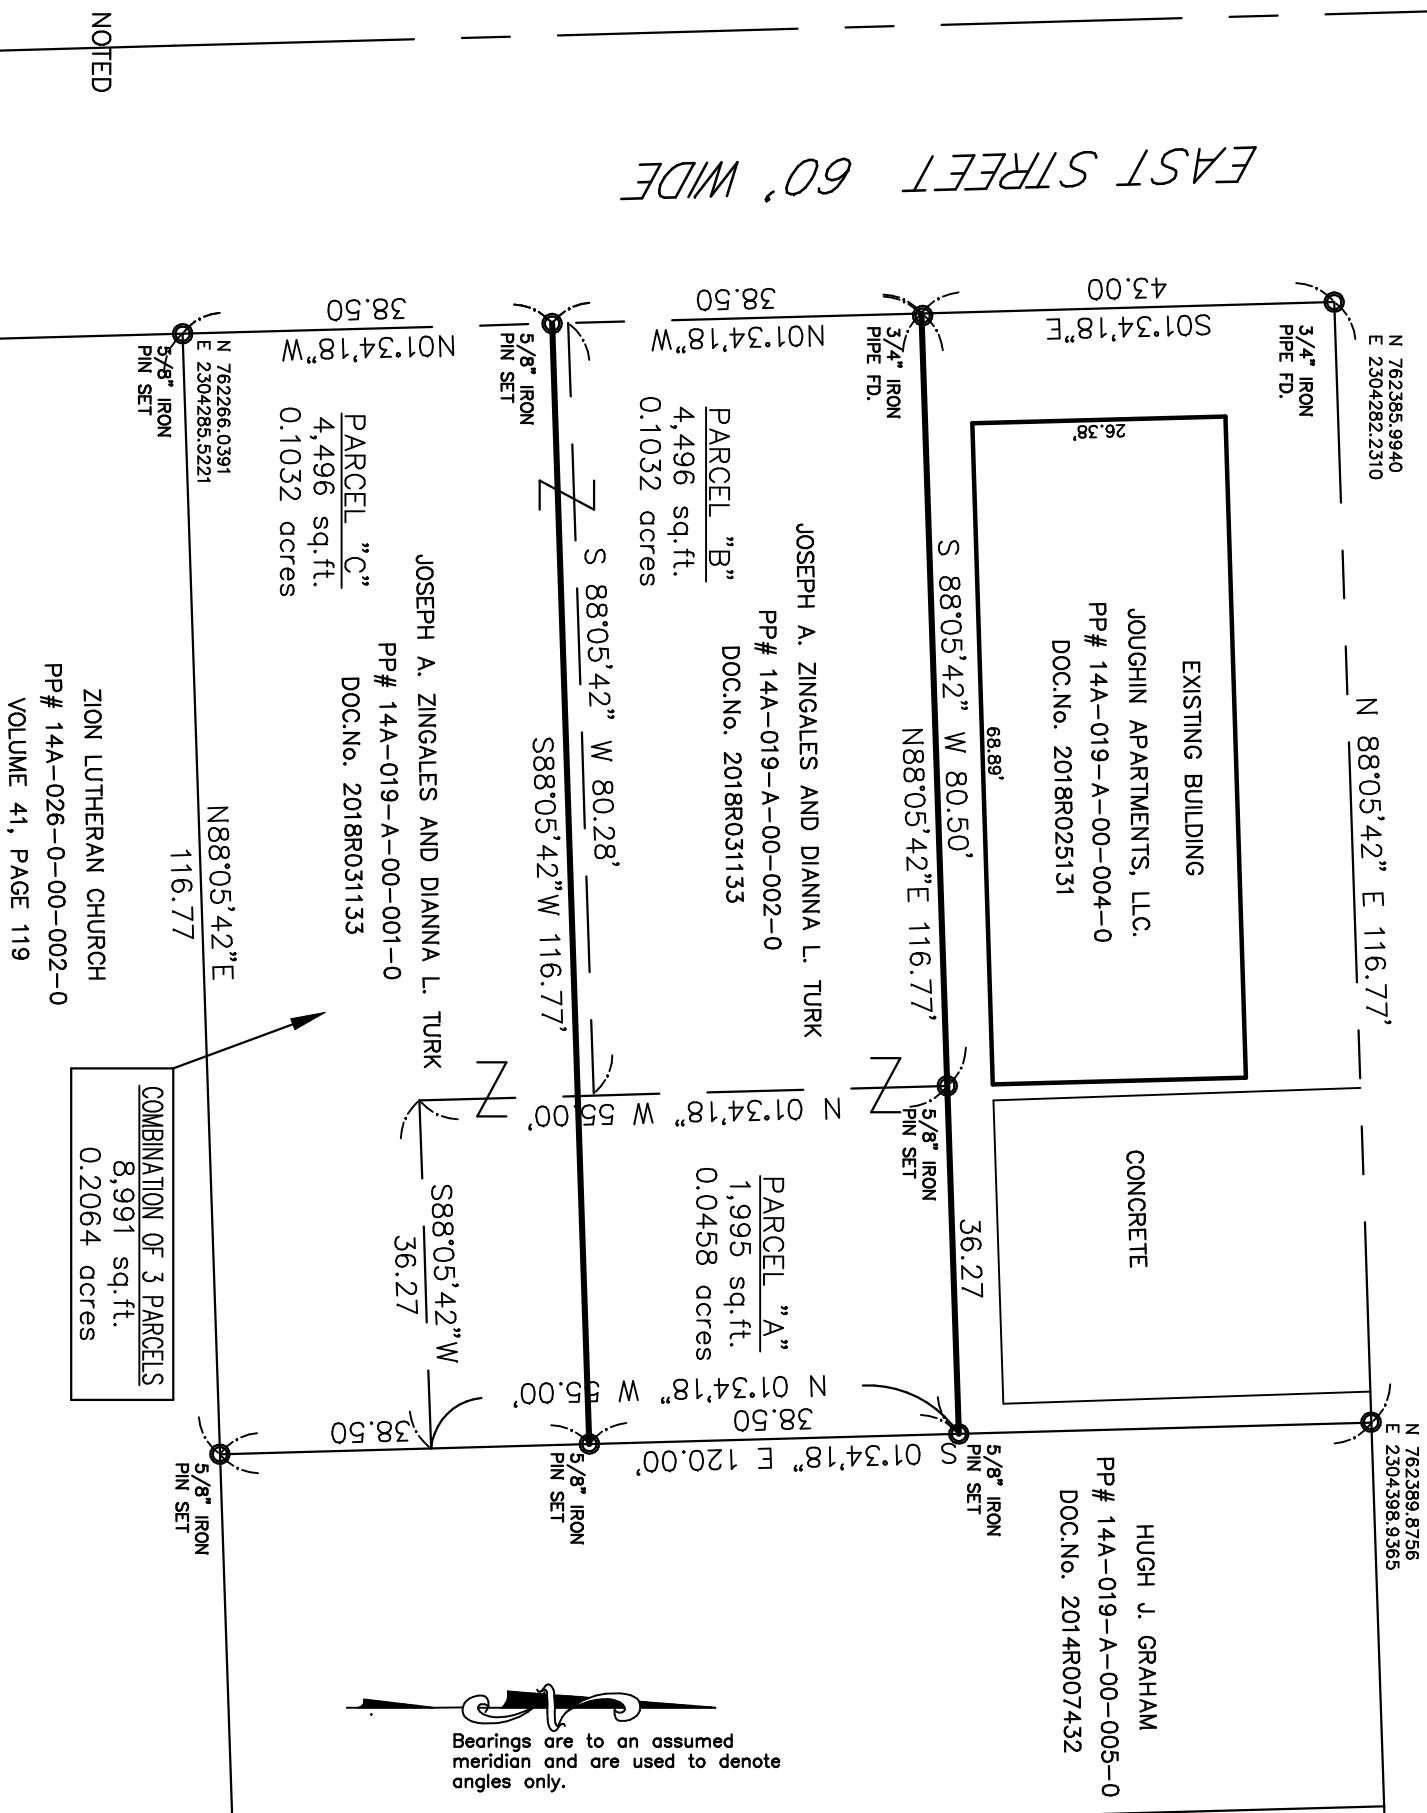 NOTED
EAST STREET 60' WIDE
N 762385.9940
E 2304282.2310
3/4" IRON
PIPE FD.
43.00
S01°34'18"E
3/4" IRON
PIPE FD.
38.50
N01°34'18"W
5/8" IRON
PIN SET
38.50
N01°34'18"W
N 762266.0391
E 2304285.5221
5/8" IRON
PIN SET
N 88°05'42" E 116.77'
26.38'
68.89'
EXISTING BUILDING
JOUGHIN APARTMENTS, LLC.
PP# 14A-019-A-00-004-0
DOC.No. 2018R025131
CONCRETE
S 88°05'42" W 80.50'
N88°05'42"E 116.77'
36.27
5/8" IRON
PIN SET
JOSEPH A. ZINGALES AND DIANNA L. TURK
PP# 14A-019-A-00-002-0
DOC.No. 2018R031133
PARCEL "B"
4,496 sq.ft.
0.1032 acres
PARCEL "A"
1,995 sq.ft.
0.0458 acres
N 01°34'18" W 55.00'
N 01°34'18" W 55.00'
S 88°05'42" W 80.28'
S88°05'42"W 116.77'
JOSEPH A. ZINGALES AND DIANNA L. TURK
PP# 14A-019-A-00-001-0
DOC.No. 2018R031133
PARCEL "C"
4,496 sq.ft.
0.1032 acres
S88°05'42"W
36.27
N88°05'42"E
116.77
COMBINATION OF 3 PARCELS
8,991 sq.ft.
0.2064 acres
ZION LUTHERAN CHURCH
PP# 14A-026-0-00-002-0
VOLUME 41, PAGE 119
38.50
38.50
S 01°34'18" E 120.00'
5/8" IRON
PIN SET
5/8" IRON
PIN SET
5/8" IRON
PIN SET
N 762389.8756
E 2304398.9365
HUGH J. GRAHAM
PP# 14A-019-A-00-005-0
DOC.No. 2014R007432
Bearings are to an assumed
meridian and are used to denote
angles only.